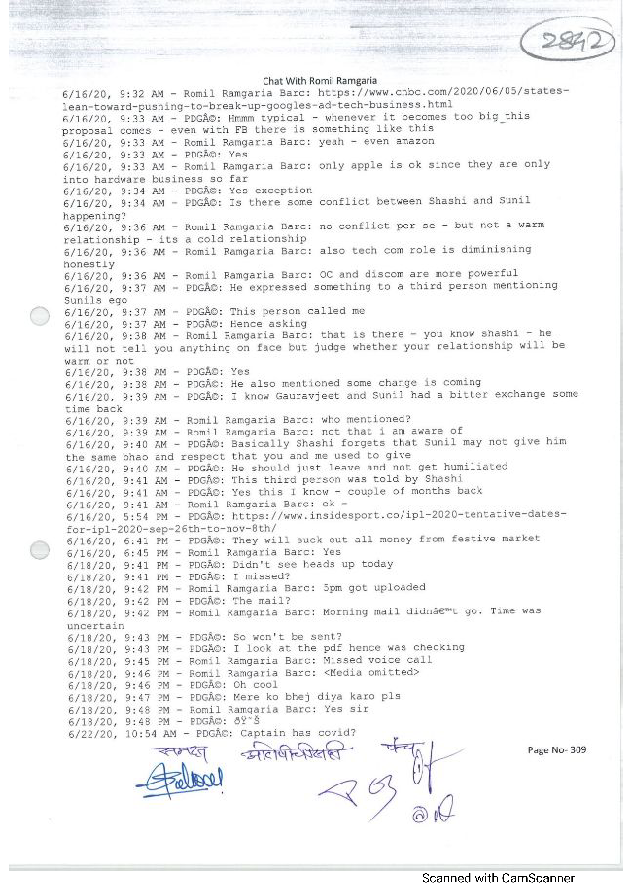 2842
Chat With Romil Ramgaria
6/16/20, 9:32 AM - Romil Ramgaria Barc: https://www.cnbc.com/2020/06/05/states-
lean-toward-pushing-to-break-up-googles-ad-tech-business.html
6/16/20, 9:33 AM - PDGÂ©: Hmmm typical - whenever it becomes too big this
proposal comes - even with FB there is something like this
6/16/20, 9:33 AM - Romil Ramgaria Barc: yeah - even amazon
6/16/20, 9:33 AM - PDGÂ©: Yes
6/16/20, 9:33 AM - Romil Ramgaria Barc: only apple is ok since they are only
into hardware business so far
6/16/20, 9:34 AM - PDGÂ©: Yes exception
6/16/20, 9:34 AM - PDGÂ©: Is there some conflict between Shashi and Sunil
happening?
6/16/20, 9:36 AM - Romil Ramgaria Barc: no conflict per se - but not a warm
relationship - its a cold relationship
6/16/20, 9:36 AM - Romil Ramgaria Barc: also tech com role is diminishing
honestly
6/16/20, 9:36 AM - Romil Ramgaria Barc: OC and discom are more powerful
6/16/20, 9:37 AM - PDGÂ©: He expressed something to a third person mentioning
Sunils ego
6/16/20, 9:37 AM - PDGÂ©: This person called me
6/16/20, 9:37 AM - PDGÂ©: Hence asking
6/16/20, 9:38 AM - Romil Ramgaria Barc: that is there - you know shashi - he
will not tell you anything on face but judge whether your relationship will be
warm or not
6/16/20, 9:38 AM - PDGÂ©: Yes
6/16/20, 9:38 AM - PDGÂ©: He also mentioned some change is coming
6/16/20, 9:39 AM - PDGÂ©: I know Gauravjeet and Sunil had a bitter exchange some
time back
6/16/20, 9:39 AM - Romil Ramgaria Barc: who mentioned?
6/16/20, 9:39 AM - Romil Ramgaria Barc: not that i am aware of
6/16/20, 9:40 AM - PDGÂ©: Basically Shashi forgets that Sunil may not give him
the same bhao and respect that you and me used to give
6/16/20, 9:40 AM - PDGÂ©: He should just leave and not get humiliated
6/16/20, 9:41 AM - PDGÂ©: This third person was told by Shashi
6/16/20, 9:41 AM - PDGÂ©: Yes this I know - couple of months back
6/16/20, 9:41 AM - Romil Ramgaria Barc: ok -
6/16/20, 5:54 PM - PDGÂ©: https://www.insidesport.co/ipl-2020-tentative-dates-
for-ipl-2020-sep-26th-to-nov-8th/
6/16/20, 6:41 PM - PDGÂ©: They will suck out all money from festive market
6/16/20, 6:45 PM - Romil Ramgaria Barc: Yes
6/18/20, 9:41 PM - PDGÂ©: Didn't see heads up today
6/18/20, 9:41 PM - PDGÂ©: I missed?
6/18/20, 9:42 PM - Romil Ramgaria Barc: 5pm got uploaded
6/18/20, 9:42 PM - PDGÂ©: The mail?
6/18/20, 9:42 PM - Romil Ramgaria Barc: Morning mail didnâ€™t go. Time was
uncertain
6/18/20, 9:43 PM - PDGÂ©: So won't be sent?
6/18/20, 9:43 PM - PDGÂ©: I look at the pdf hence was checking
6/18/20, 9:45 PM - Romil Ramgaria Barc: Missed voice call
6/18/20, 9:46 PM - Romil Ramgaria Barc: <Media omitted>
6/18/20, 9:46 PM - PDGÂ©: Oh cool
6/18/20, 9:47 PM - PDGÂ©: Mere ko bhej diya karo pls
6/18/20, 9:48 PM - Romil Ramgaria Barc: Yes sir
6/18/20, 9:48 PM - PDGÂ©: ðŸ˜Š
6/22/20, 10:54 AM - PDGÂ©: Captain has covid?
समक्ष
पंच
Page No- 309
Scanned with CamScanner